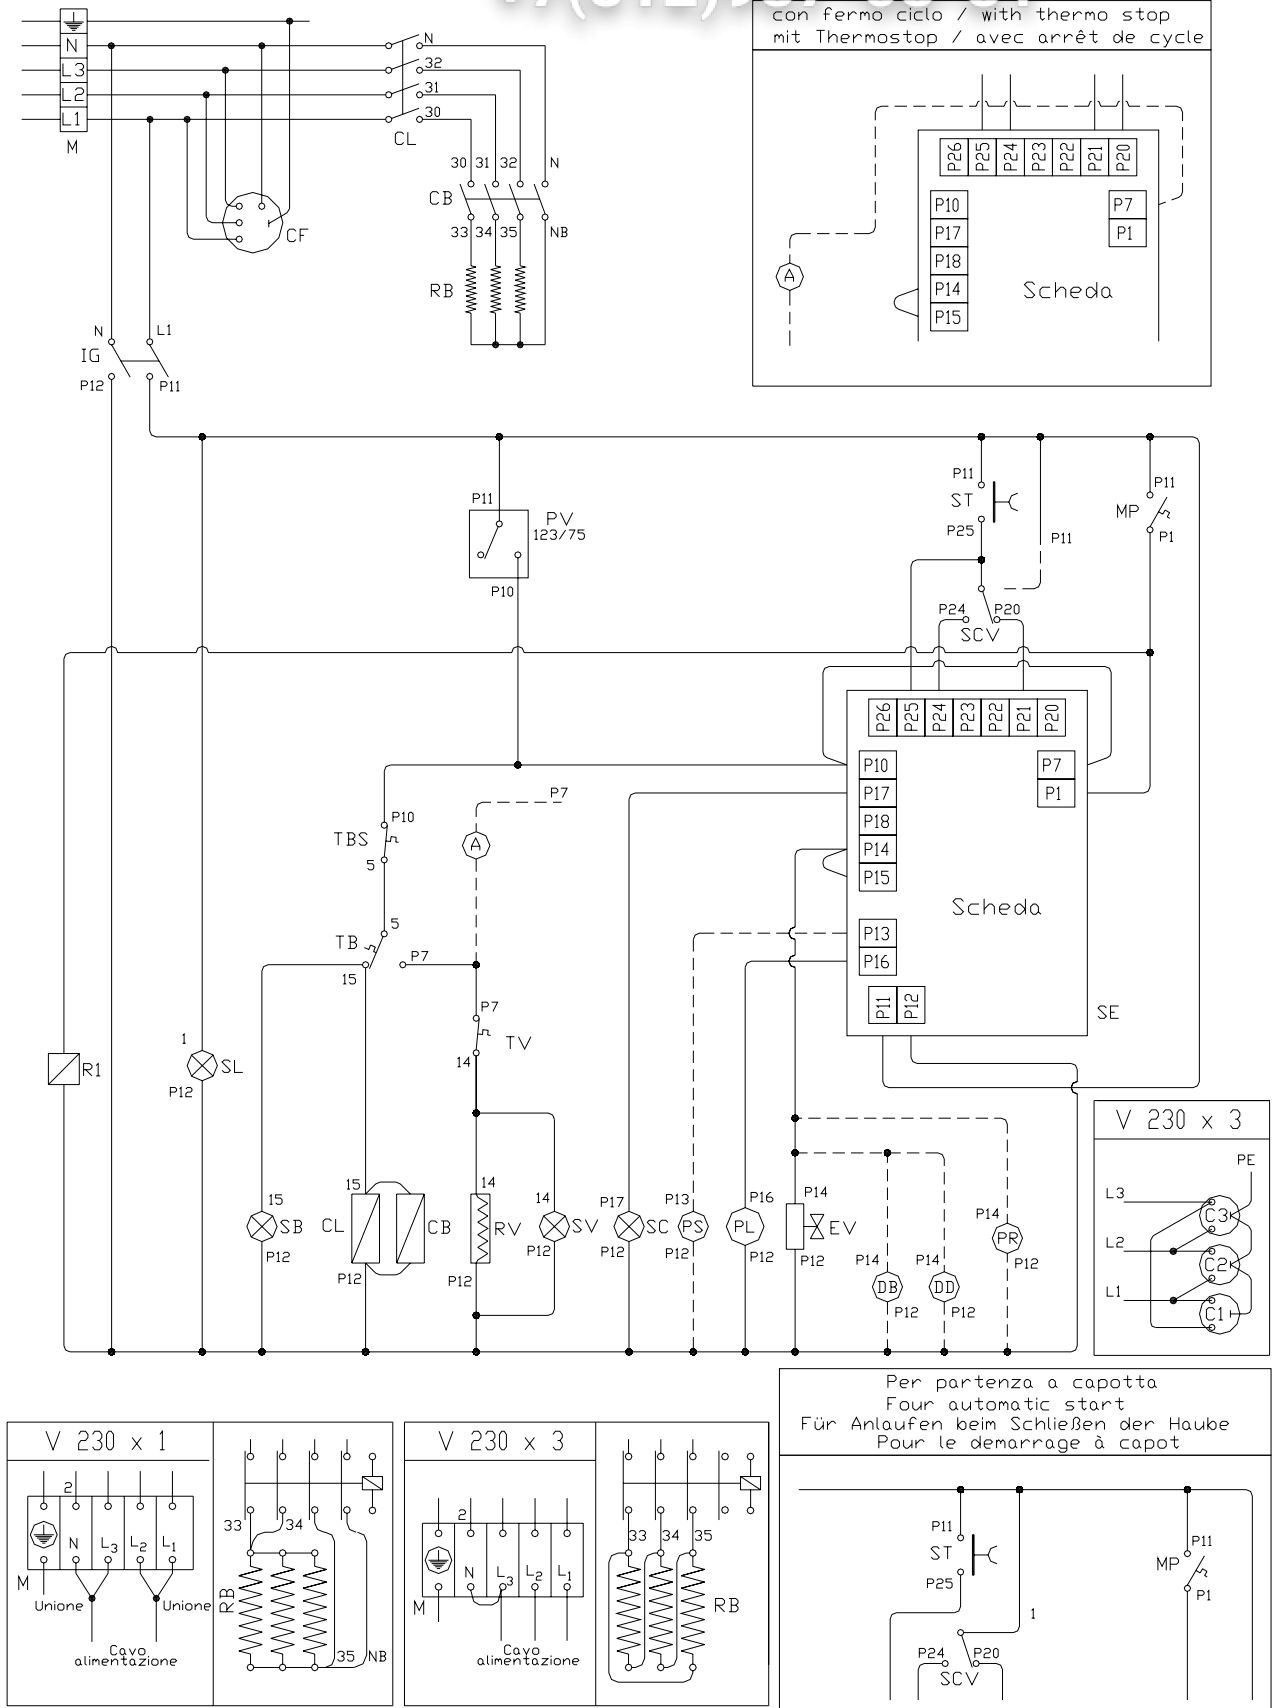 con fermo ciclo / with thermo stop
mit Thermostop / avec arrêt de cycle
N
L3
L2
L1
M
N
32
31
30
CL
30 31 32 N
CB
33 34 35 NB
RB
CF
P26 P25 P24 P23 P22 P21 P20
P10
P17
P18
P14
P15
P7
P1
Scheda
A
N L1
IG
P12 P11
P11
PV
123/75
P10
P11
ST
P25
P11
P11
MP
P1
P24 P20
SCV
P26 P25 P24 P23 P22 P21 P20
P10
P17
P18
P14
P15
P13
P16
P7
P1
P11 P12
Scheda
SE
P7
A
P10
TBS
5
5
TB
15
P7
P7
TV
14
R1
1
SL
P12
15
SB
P12
15
CL CB
P12
14
RV
P12
14
SV
P12
P17
SC
P12
P13
PS
P12
P16
PL
P12
P14
EV
P12
P14
DB
P12
P14
DD
P12
P14
PR
P12
V 230 x 3
PE
L3
C3
L2
C2
L1
C1
Per partenza a capotta
Four automatic start
Für Anlaufen beim Schließen der Haube
Pour le demarrage à capot
P11
ST
P25
P11
MP
P1
1
P24 P20
SCV
V 230 x 1
2
N L3 L2 L1
M
Unione Unione
Cavo
alimentazione
33 34
RB
35 NB
V 230 x 3
2
N L3 L2 L1
M
Cavo
alimentazione
33 34 35
RB